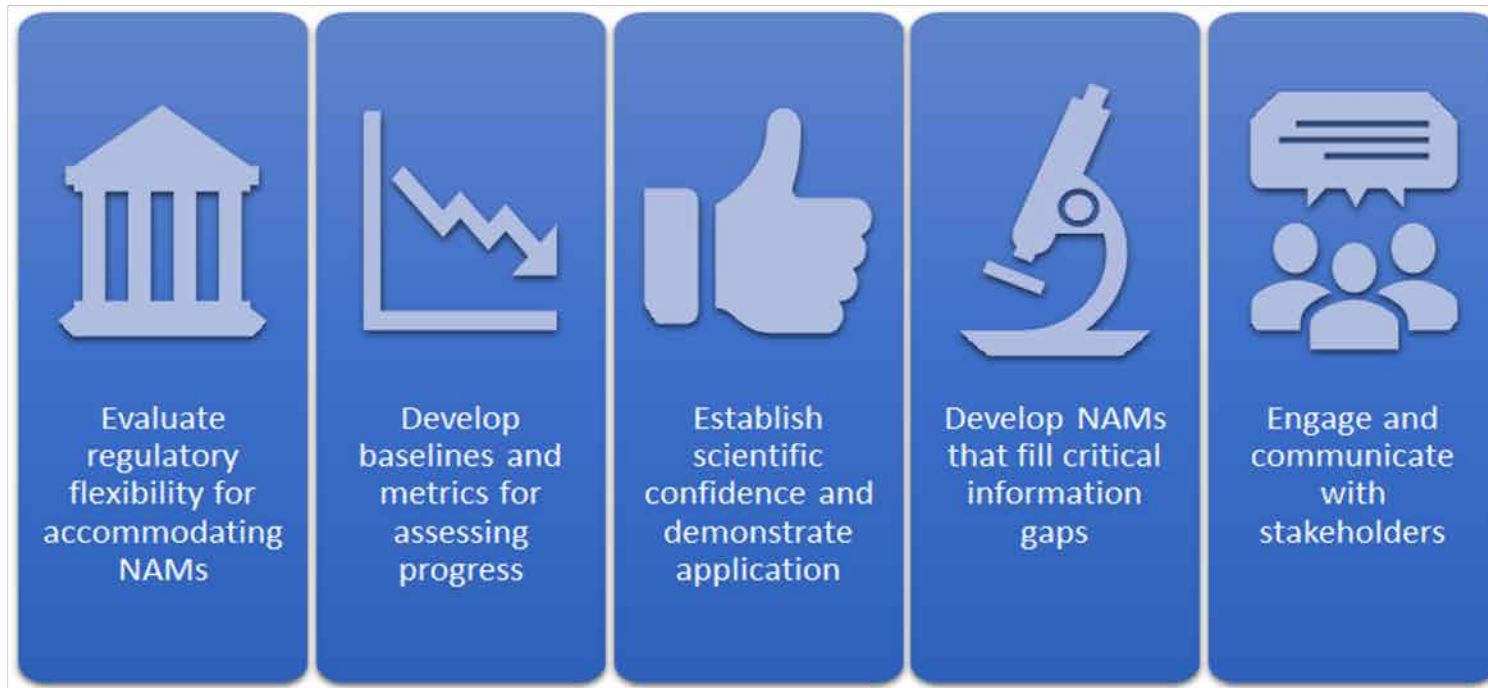 Evaluate
regulatory
flexibility for
accommodating
NAMs
Develop
baselines and
metrics for
assessing
progress
Establish
scientific
confidence and
demonstrate
application
Develop NAMs
that fill critical
information
gaps
Engage and
communicate
with
stakeholders